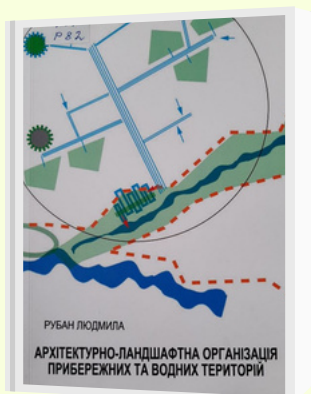 Р82
РУБАН ЛЮДМИЛА
АРХІТЕКТУРНО-ЛАНДШАФТНА ОРГАНІЗАЦІЯ
ПРИБЕРЕЖНИХ ТА ВОДНИХ ТЕРИТОРІЙ